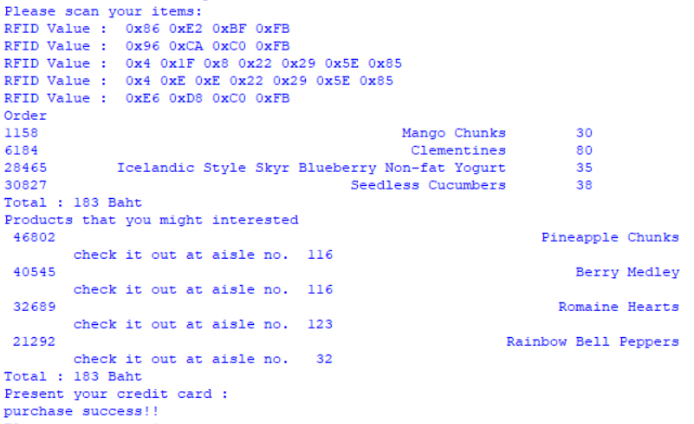 Please scan your items:
RFID Value :  0x86 0xE2 0xBF 0xFB
RFID Value :  0x96 0xCA 0xC0 0xFB
RFID Value :  0x4 0x1F 0x8 0x22 0x29 0x5E 0x85
RFID Value :  0x4 0xE 0xE 0x22 0x29 0x5E 0x85
RFID Value :  0xE6 0xD8 0xC0 0xFB
Order
1158 Mango Chunks 30
6184 Clementines 80
28465 Icelandic Style Skyr Blueberry Non-fat Yogurt 35
30827 Seedless Cucumbers 38
Total : 183 Baht
Products that you might interested
46802 Pineapple Chunks
check it out at aisle no.  116
40545 Berry Medley
check it out at aisle no.  116
32689 Romaine Hearts
check it out at aisle no.  123
21292 Rainbow Bell Peppers
check it out at aisle no.  32
Total : 183 Baht
Present your credit card :
purchase success!!